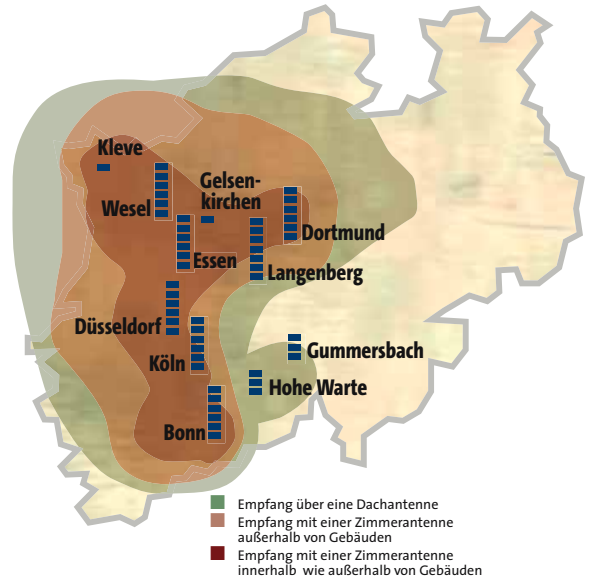 Kleve
Gelsen-
kirchen
Wesel
Dortmund
Essen
Langenberg
Düsseldorf
Köln
Gummersbach
Hohe Warte
Bonn
Empfang über eine Dachantenne
Empfang mit einer Zimmerantenne
außerhalb von Gebäuden
Empfang mit einer Zimmerantenne
innerhalb wie außerhalb von Gebäuden